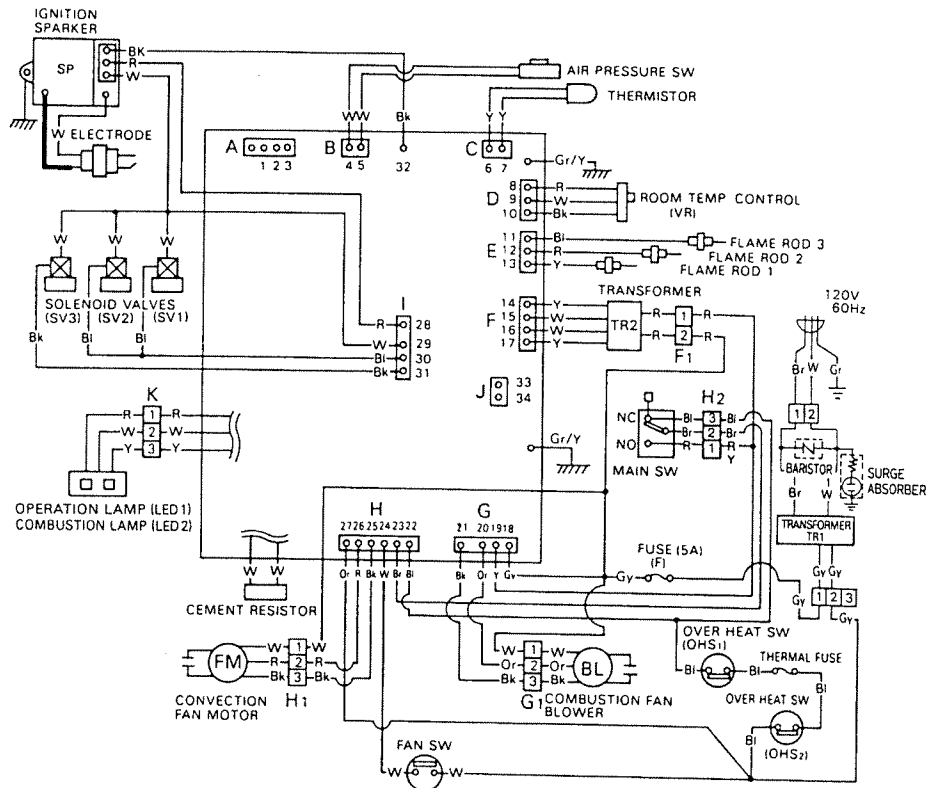 IGNITION
SPARKER
SP
Bk
R
W
W ELECTRODE
AIR PRESSURE SW
THERMISTOR
W W
Bk
Y Y
A
1 2 3
B
4 5
32
C
6 7
Gr/Y
D
8 R
9 W
10 Bk
ROOM TEMP CONTROL
(VR)
E
11 Bl
12 R
13 Y
FLAME ROD 3
FLAME ROD 2
FLAME ROD 1
W W W
SOLENOID VALVES
(SV3) (SV2) (SV1)
Bk Bl Bl
I
R 28
W 29
Bl 30
Bk 31
TRANSFORMER
F
14 Y
15 W
16 W
17 Y
TR2
R 1 R
R 2 R
F1
120V
60Hz
Br W Gr
1 2
BARISTOR
SURGE
ABSORBER
Br W
TRANSFORMER
TR1
Gy Gy
1 2 3
Gy Gy
J
33
34
H2
NC
NO
MAIN SW
Bl 3 Bl
Br 2 Br
R 1 R
Y
Gr/Y
K
R 1 R
W 2 W
Y 3 Y
OPERATION LAMP (LED1)
COMBUSTION LAMP (LED2)
H
27 26 25 24 23 22
Or R Bk W Br Bl
G
21 20 19 18
Bk Or Y Gy
FUSE (5A)
(F)
Gy
W W
CEMENT RESISTOR
FM
W 1 W
R 2 R
Bk 3 Bk
H1
CONVECTION
FAN MOTOR
W 1 W
Or 2 Or
Bk 3 Bk
BL
G1 COMBUSTION FAN
BLOWER
OVER HEAT SW
(OHS1)
THERMAL FUSE
Bl Bl
Bl
OVER HEAT SW
Bl
(OHS2)
FAN SW
W W